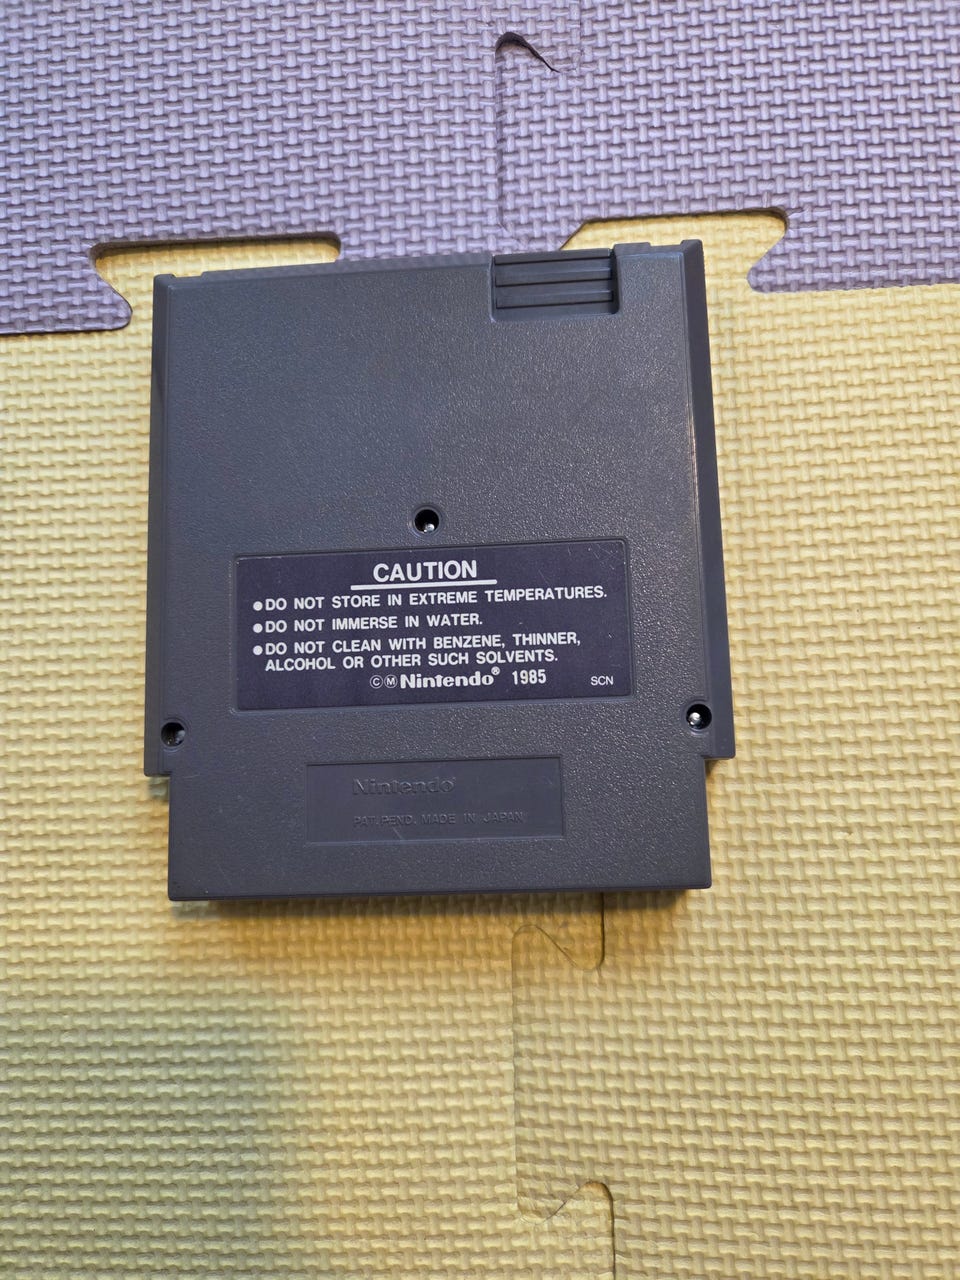 CAUTION
●DO NOT STORE IN EXTREME TEMPERATURES.
●DO NOT IMMERSE IN WATER.
●DO NOT CLEAN WITH BENZENE, THINNER,
ALCOHOL OR OTHER SUCH SOLVENTS.
©Ⓜ Nintendo® 1985 SCN
Nintendo®
PAT. PEND. MADE IN JAPAN